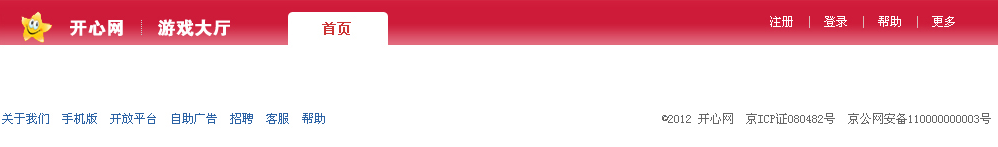 开心网 游戏大厅 首页 注册 | 登录 | 帮助 | 更多
关于我们 手机版 开放平台 自助广告 招聘 客服 帮助 ©2012 开心网 京ICP证080482号 京公网安备110000000003号